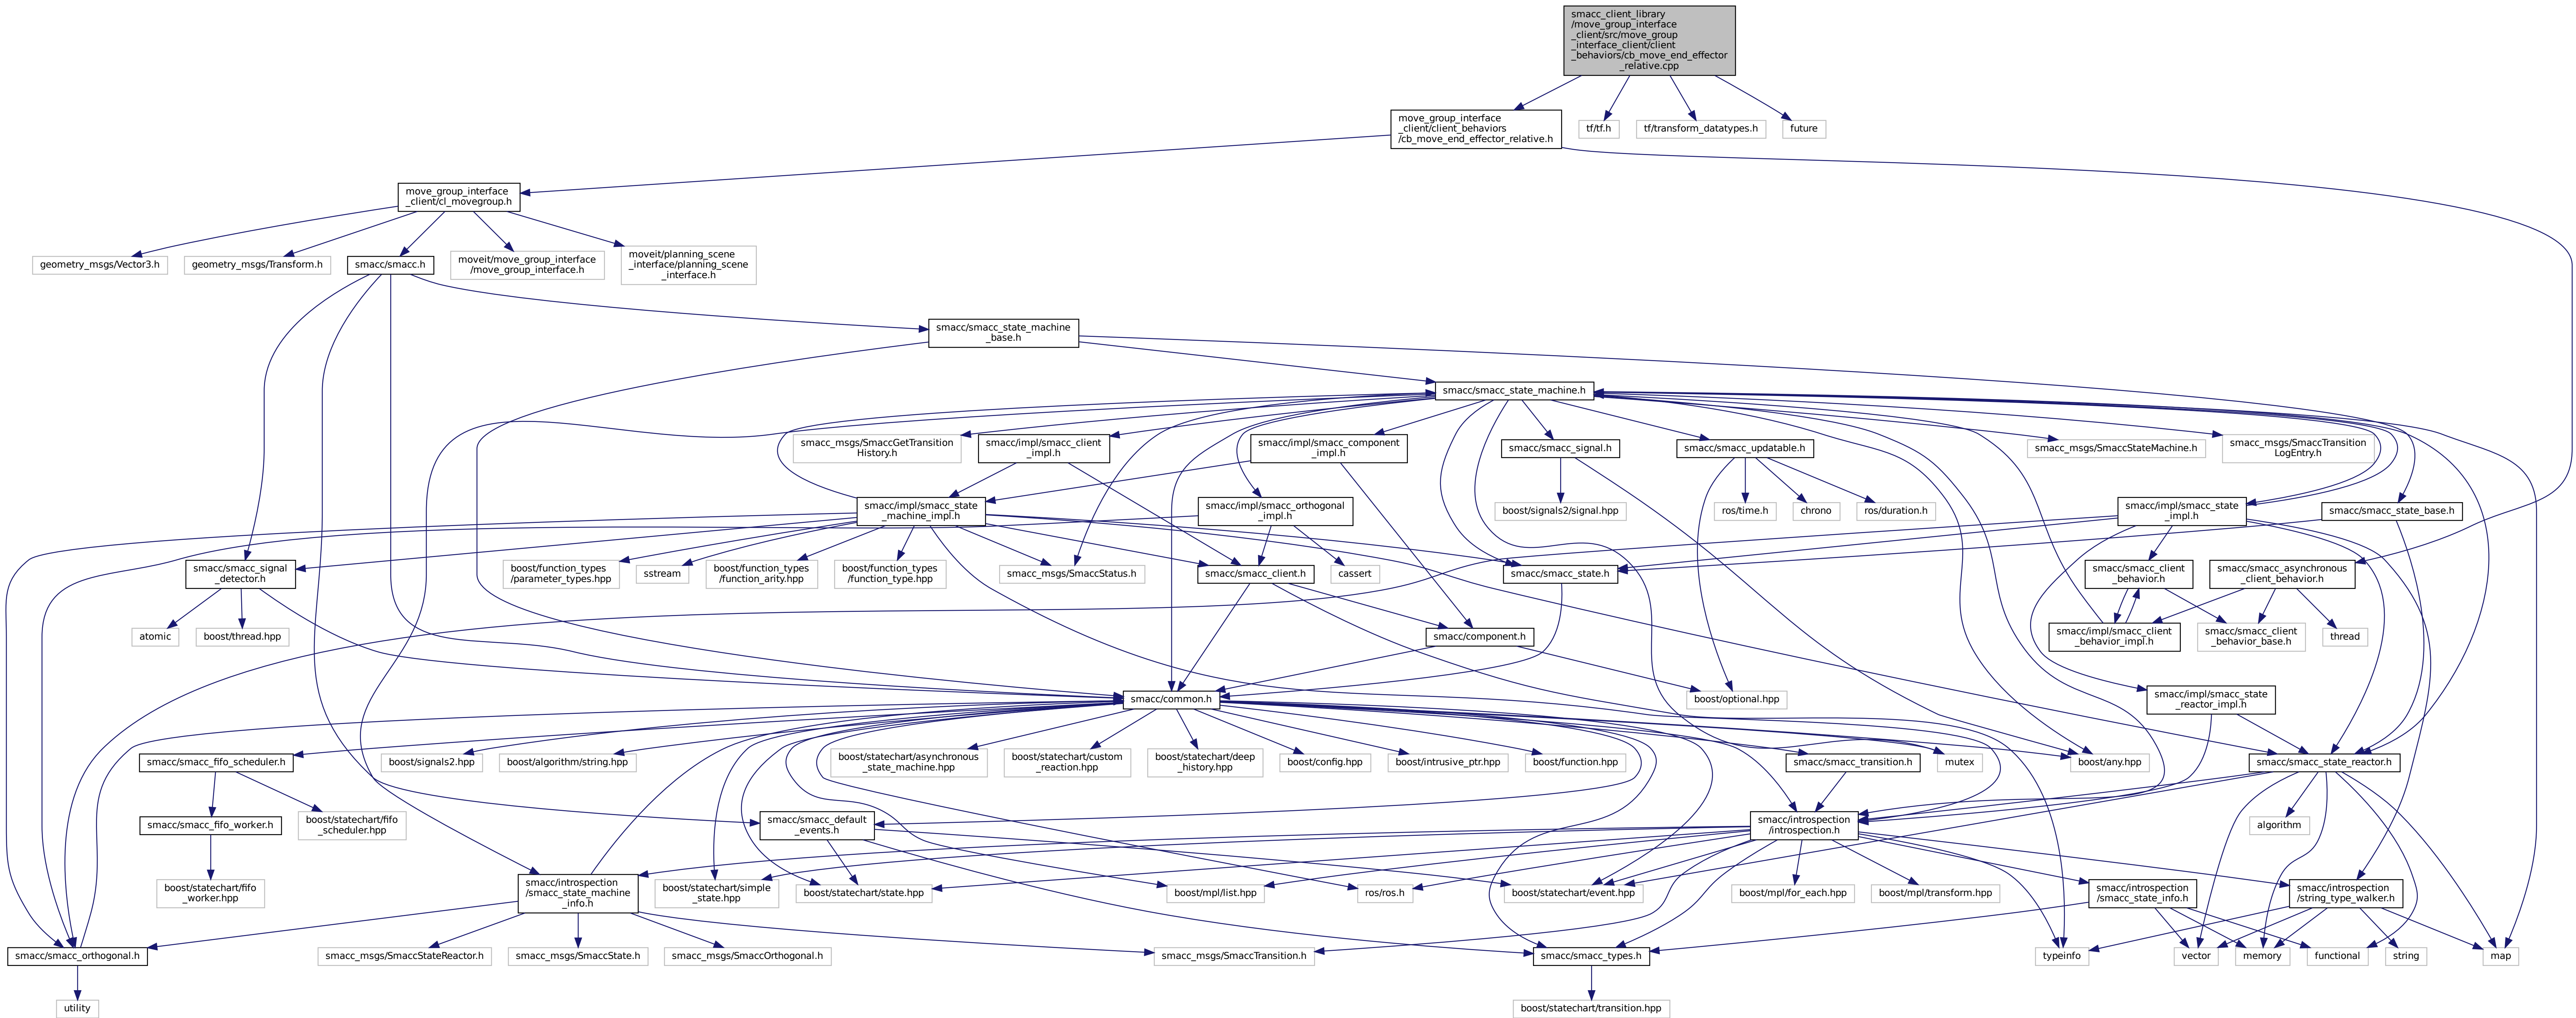 smacc_client_library
/move_group_interface
_client/src/move_group
_interface_client/client
_behaviors/cb_move_end_effector
_relative.cpp
move_group_interface
_client/client_behaviors
/cb_move_end_effector_relative.h
tf/tf.h
tf/transform_datatypes.h
future
move_group_interface
_client/cl_movegroup.h
geometry_msgs/Vector3.h
geometry_msgs/Transform.h
smacc/smacc.h
moveit/move_group_interface
/move_group_interface.h
moveit/planning_scene
_interface/planning_scene
_interface.h
smacc/smacc_state_machine
_base.h
smacc/smacc_state_machine.h
smacc_msgs/SmaccGetTransition
History.h
smacc/impl/smacc_client
_impl.h
smacc/impl/smacc_component
_impl.h
smacc/smacc_signal.h
smacc/smacc_updatable.h
smacc_msgs/SmaccStateMachine.h
smacc_msgs/SmaccTransition
LogEntry.h
smacc/impl/smacc_state
_machine_impl.h
smacc/impl/smacc_orthogonal
_impl.h
boost/signals2/signal.hpp
ros/time.h
chrono
ros/duration.h
smacc/impl/smacc_state
_impl.h
smacc/smacc_state_base.h
smacc/smacc_signal
_detector.h
boost/function_types
/parameter_types.hpp
sstream
boost/function_types
/function_arity.hpp
boost/function_types
/function_type.hpp
smacc_msgs/SmaccStatus.h
smacc/smacc_client.h
cassert
smacc/smacc_state.h
smacc/smacc_client
_behavior.h
smacc/smacc_asynchronous
_client_behavior.h
atomic
boost/thread.hpp
smacc/component.h
smacc/impl/smacc_client
_behavior_impl.h
smacc/smacc_client
_behavior_base.h
thread
smacc/common.h
boost/optional.hpp
smacc/impl/smacc_state
_reactor_impl.h
smacc/smacc_fifo_scheduler.h
boost/signals2.hpp
boost/algorithm/string.hpp
boost/statechart/asynchronous
_state_machine.hpp
boost/statechart/custom
_reaction.hpp
boost/statechart/deep
_history.hpp
boost/config.hpp
boost/intrusive_ptr.hpp
boost/function.hpp
smacc/smacc_transition.h
mutex
boost/any.hpp
smacc/smacc_state_reactor.h
smacc/smacc_fifo_worker.h
boost/statechart/fifo
_scheduler.hpp
smacc/smacc_default
_events.h
smacc/introspection
/introspection.h
algorithm
boost/statechart/fifo
_worker.hpp
smacc/introspection
/smacc_state_machine
_info.h
boost/statechart/simple
_state.hpp
boost/statechart/state.hpp
boost/mpl/list.hpp
ros/ros.h
boost/statechart/event.hpp
boost/mpl/for_each.hpp
boost/mpl/transform.hpp
smacc/introspection
/smacc_state_info.h
smacc/introspection
/string_type_walker.h
smacc/smacc_orthogonal.h
smacc_msgs/SmaccStateReactor.h
smacc_msgs/SmaccState.h
smacc_msgs/SmaccOrthogonal.h
smacc_msgs/SmaccTransition.h
smacc/smacc_types.h
typeinfo
vector
memory
functional
string
map
utility
boost/statechart/transition.hpp